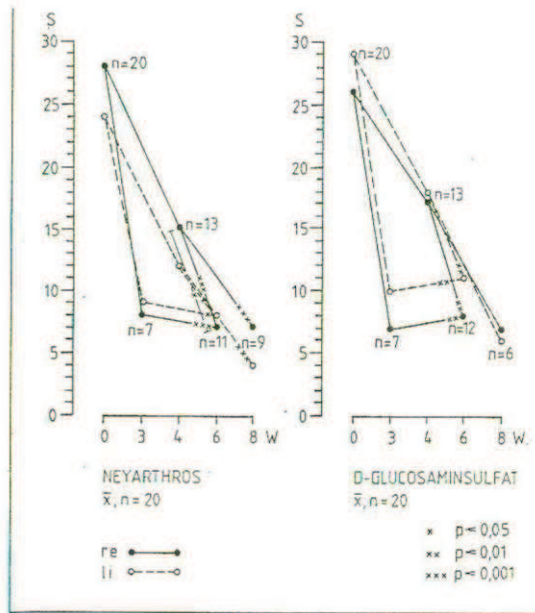 S
30
25
20
15
10
5
0
n=20
n=13
n=7
n=11
n=9
0 3 4 6 8 W.
NEYARTHROS
x̄, n = 20
re
li
S
30
25
20
15
10
5
0
n=20
n=13
n=7
n=12
n=6
0 3 4 6 8 W.
D-GLUCOSAMINSULFAT
x̄, n = 20
× p = 0,05
×× p = 0,01
××× p = 0,001